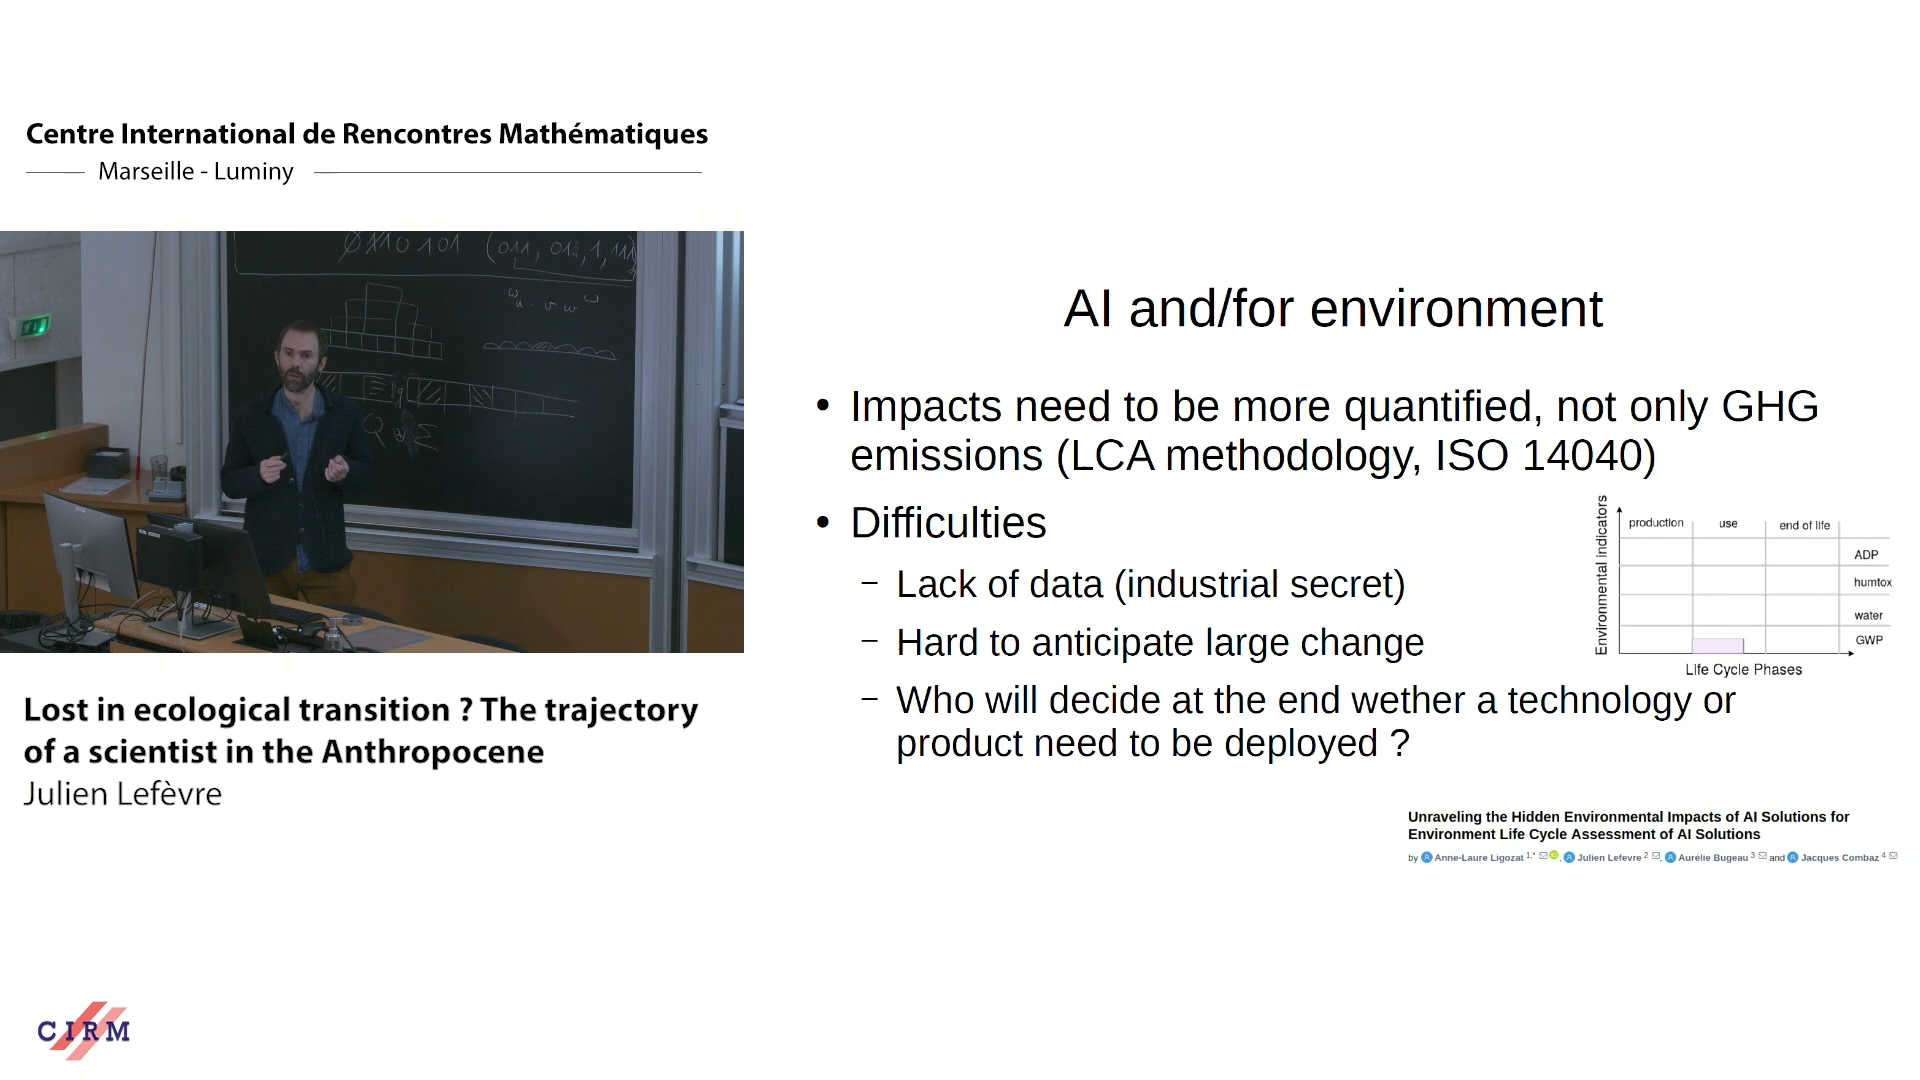 Centre International de Rencontres Mathématiques
Marseille - Luminy
Lost in ecological transition ? The trajectory
of a scientist in the Anthropocene
Julien Lefèvre
CIRM
AI and/for environment
• Impacts need to be more quantified, not only GHG
emissions (LCA methodology, ISO 14040)
• Difficulties
– Lack of data (industrial secret)
– Hard to anticipate large change
– Who will decide at the end wether a technology or
product need to be deployed ?
Environmental indicators
production use end of life
ADP
humtox
water
GWP
Life Cycle Phases
Unraveling the Hidden Environmental Impacts of AI Solutions for
Environment Life Cycle Assessment of AI Solutions
by Anne-Laure Ligozat 1,*, Julien Lefevre 2, Aurélie Bugeau 3 and Jacques Combaz 4